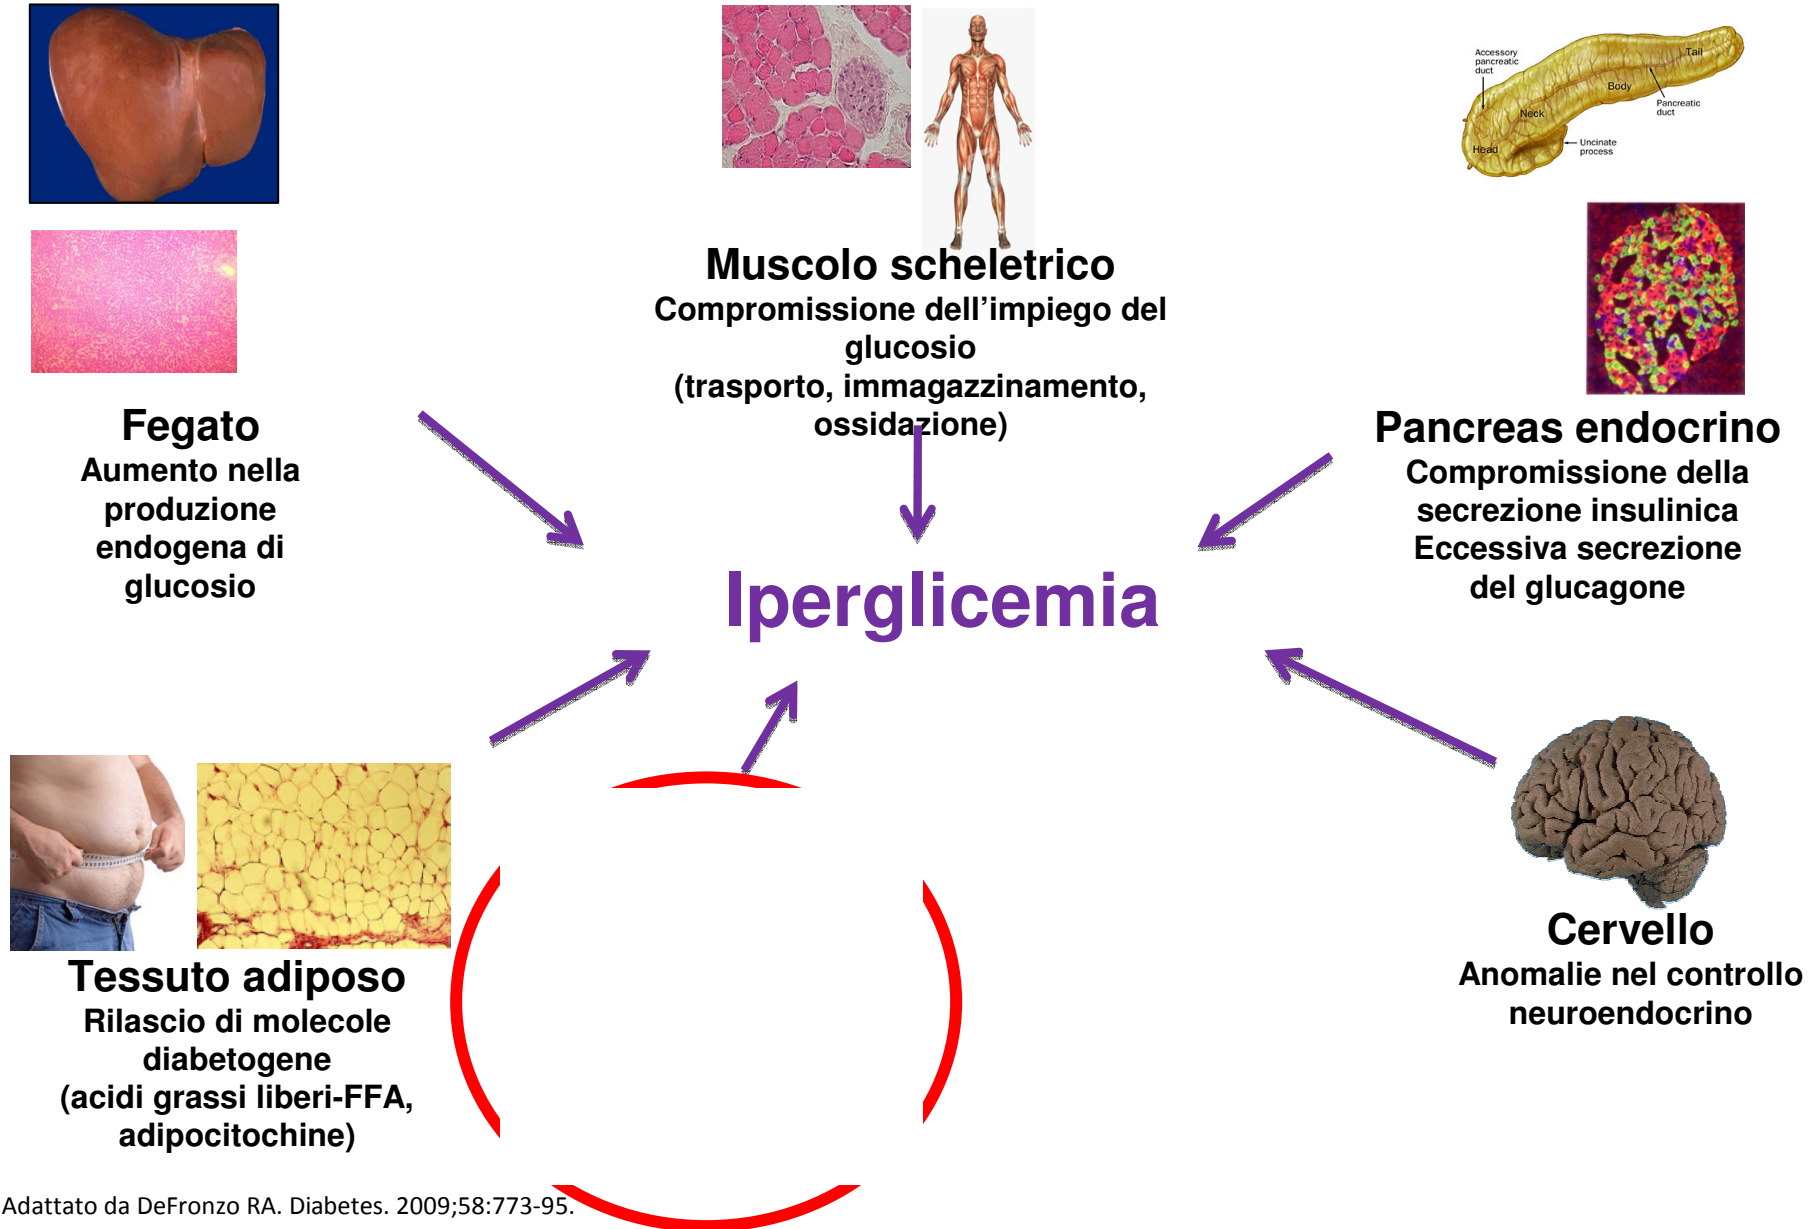 Accessory
pancreatic
duct
Tail
Body
Pancreatic
duct
Neck
Head
Uncinate
process
Muscolo scheletrico
Compromissione dell’impiego del
glucosio
(trasporto, immagazzinamento,
ossidazione)
Fegato
Aumento nella
produzione
endogena di
glucosio
Pancreas endocrino
Compromissione della
secrezione insulinica
Eccessiva secrezione
del glucagone
Iperglicemia
Tessuto adiposo
Rilascio di molecole
diabetogene
(acidi grassi liberi-FFA,
adipocitochine)
Cervello
Anomalie nel controllo
neuroendocrino
Adattato da DeFronzo RA. Diabetes. 2009;58:773-95.